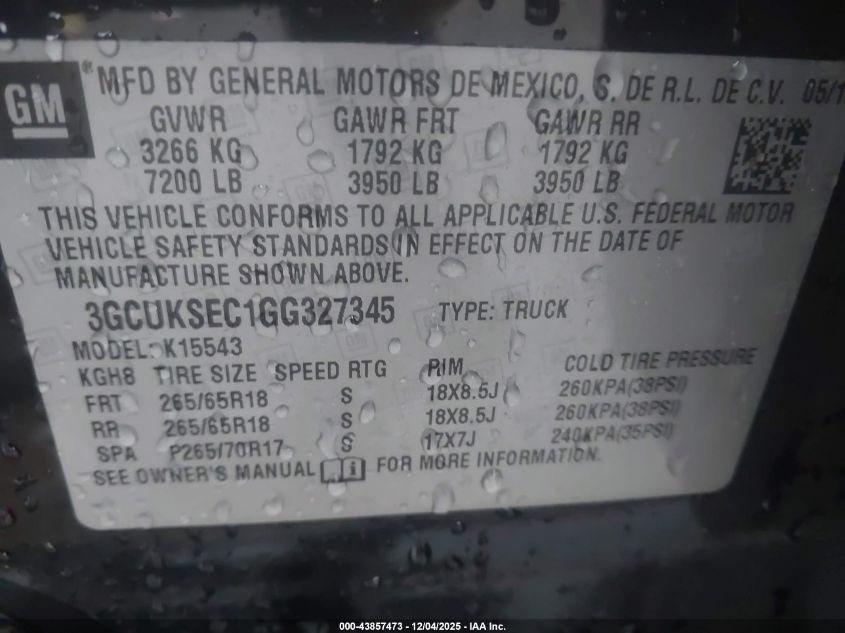 GM ® MFD BY GENERAL MOTORS DE MEXICO, S. DE R.L. DE C.V. 05/1
GVWR GAWR FRT GAWR RR
3266 KG 1792 KG 1792 KG
7200 LB 3950 LB 3950 LB
THIS VEHICLE CONFORMS TO ALL APPLICABLE U.S. FEDERAL MOTOR
VEHICLE SAFETY STANDARDS IN EFFECT ON THE DATE OF
MANUFACTURE SHOWN ABOVE.
3GCUKSEC1GG327345 TYPE: TRUCK
MODEL: K15543
KGH8 TIRE SIZE SPEED RTG RIM COLD TIRE PRESSURE
FRT 265/65R18 S 18X8.5J 260KPA(38PSI)
RR 265/65R18 S 18X8.5J 260KPA(38PSI)
SPA P265/70R17 S 17X7J 240KPA(35PSI)
SEE OWNER'S MANUAL FOR MORE INFORMATION.
000-43857473 - 12/04/2025 - IAA Inc.